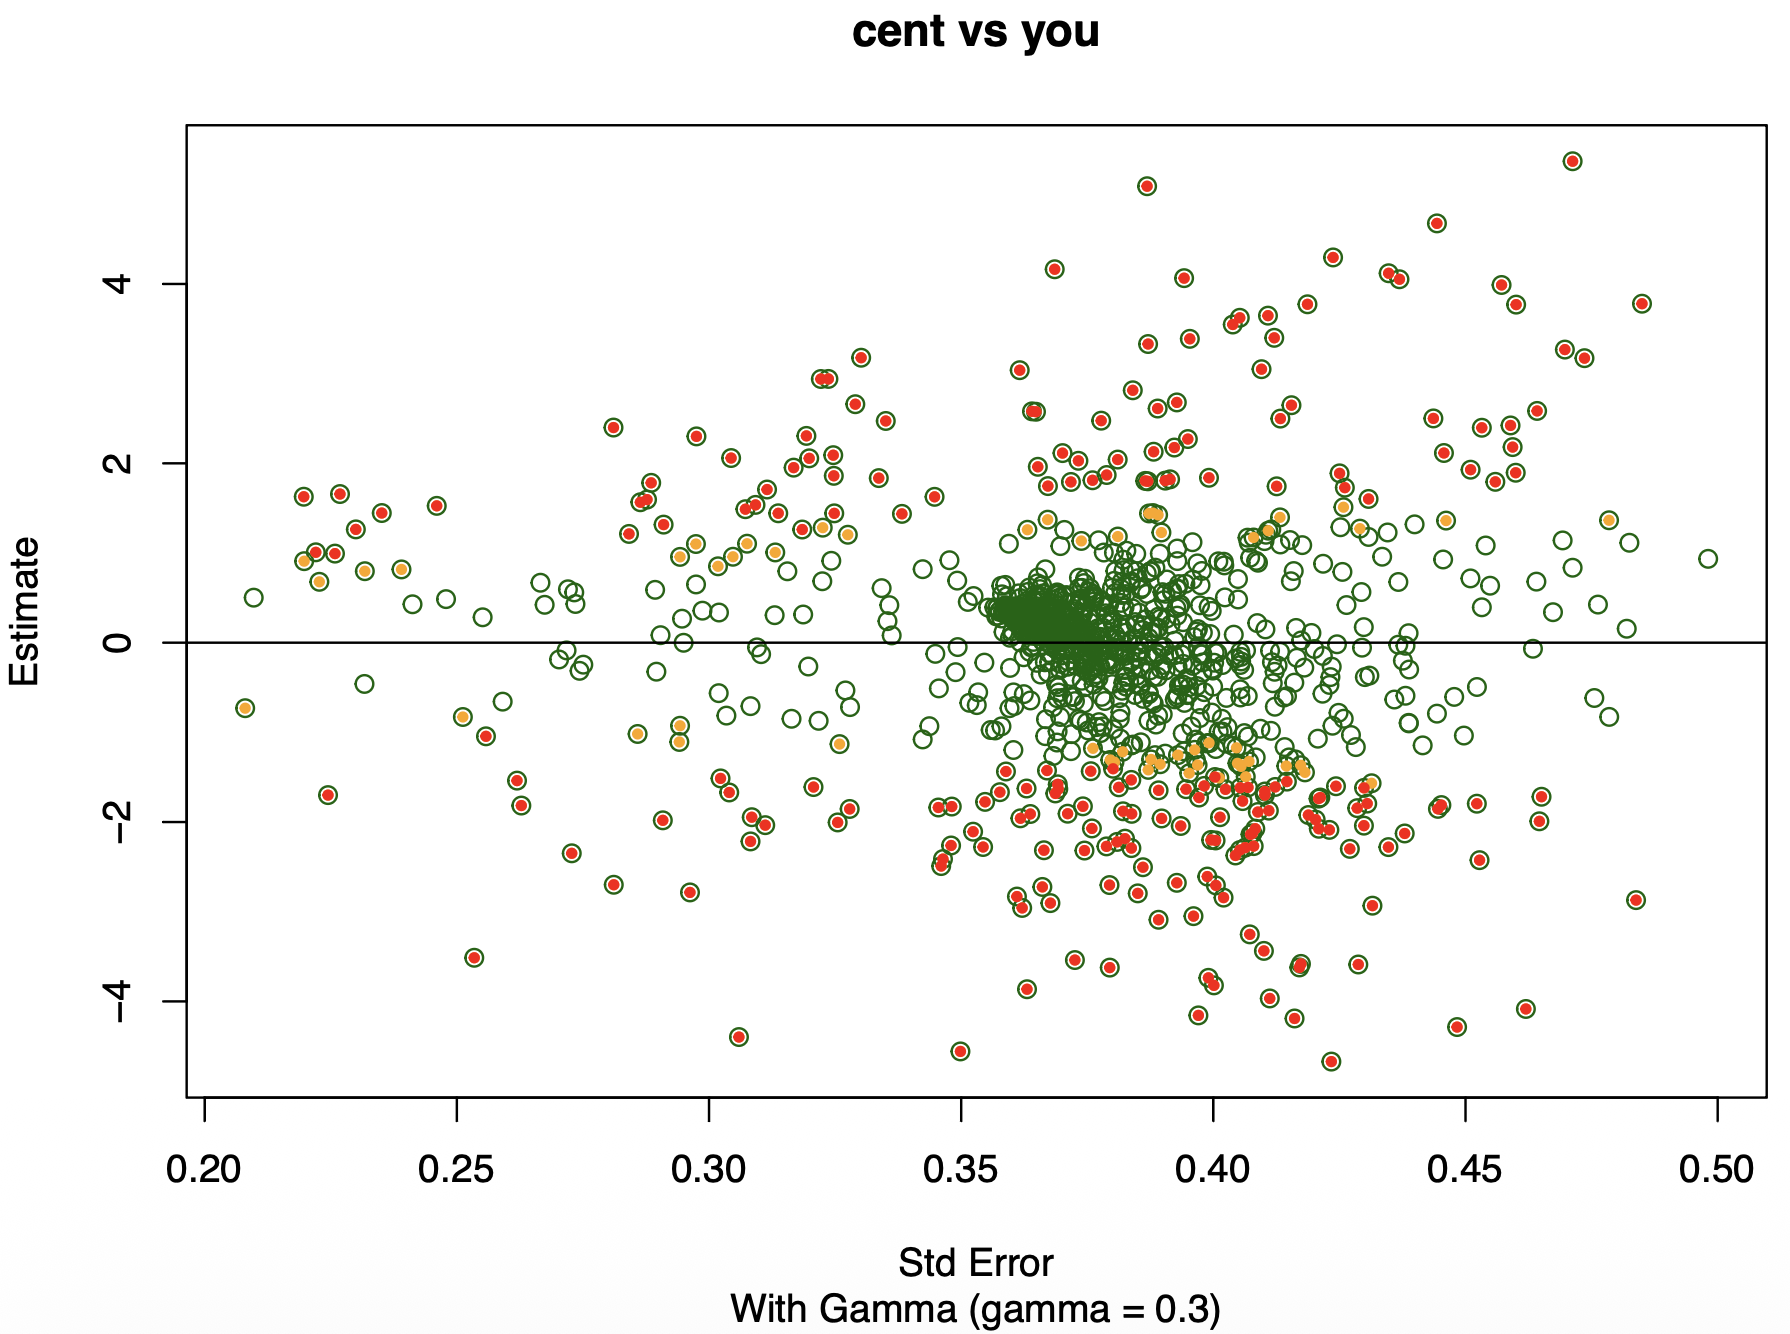 cent vs you
Estimate
4
2
0
−2
−4
0.20 0.25 0.30 0.35 0.40 0.45 0.50
Std Error
With Gamma (gamma = 0.3)